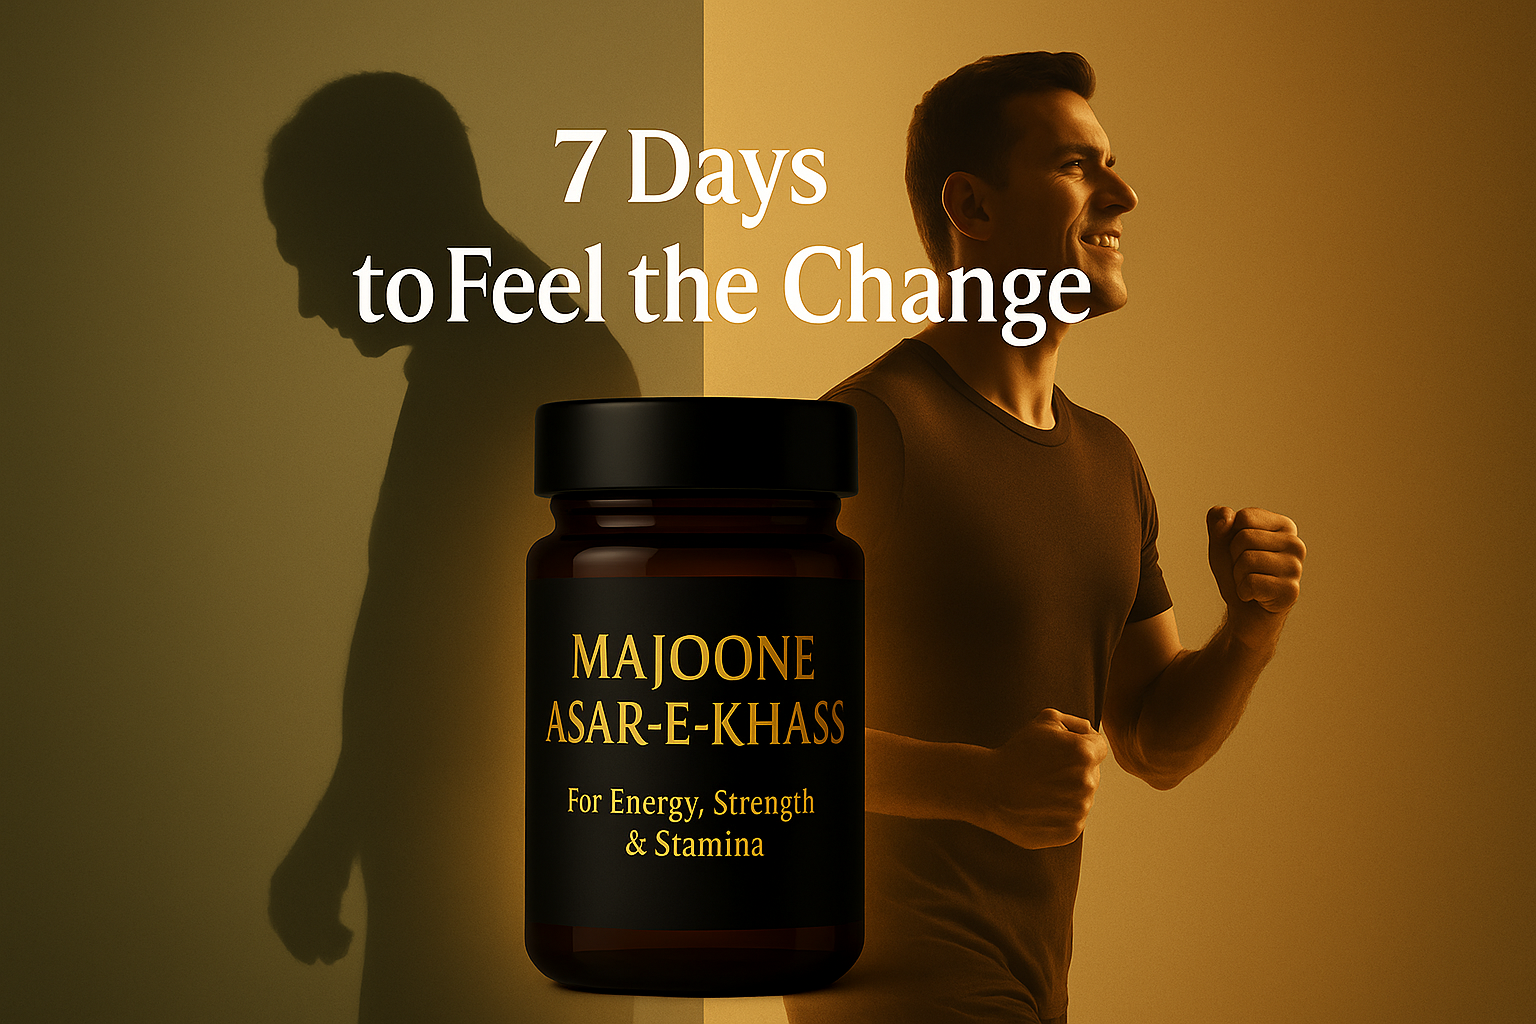 7 Days
to Feel the Change
MAJOONE
ASAR-E-KHASS
For Energy, Strength
& Stamina